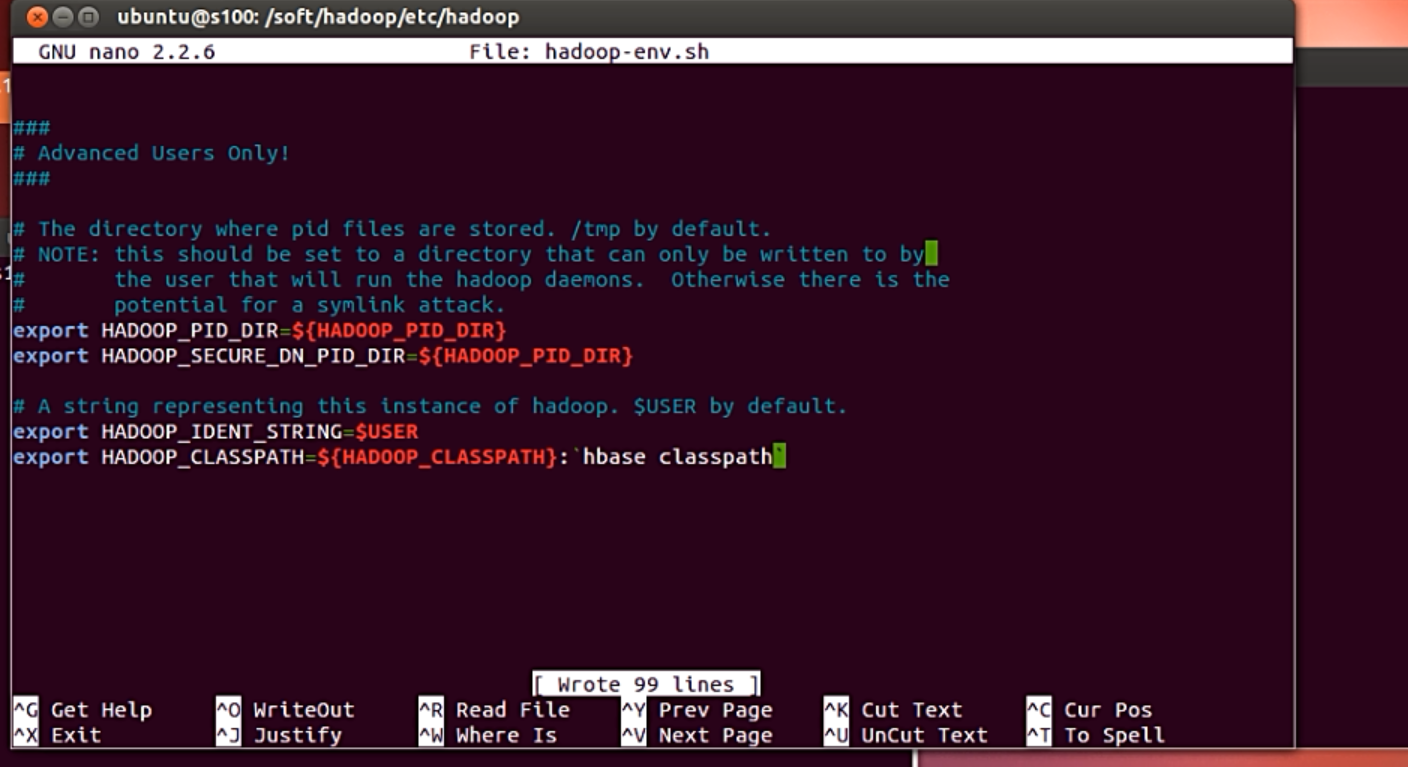 ubuntu@s100: /soft/hadoop/etc/hadoop
GNU nano 2.2.6 File: hadoop-env.sh
###
# Advanced Users Only!
###
# The directory where pid files are stored. /tmp by default.
# NOTE: this should be set to a directory that can only be written to by
#       the user that will run the hadoop daemons.  Otherwise there is the
#       potential for a symlink attack.
export HADOOP_PID_DIR=${HADOOP_PID_DIR}
export HADOOP_SECURE_DN_PID_DIR=${HADOOP_PID_DIR}
# A string representing this instance of hadoop. $USER by default.
export HADOOP_IDENT_STRING=$USER
export HADOOP_CLASSPATH=${HADOOP_CLASSPATH}:`hbase classpath`
[ Wrote 99 lines ]
^G Get Help ^O WriteOut ^R Read File ^Y Prev Page ^K Cut Text ^C Cur Pos
^X Exit ^J Justify ^W Where Is ^V Next Page ^U UnCut Text ^T To Spell